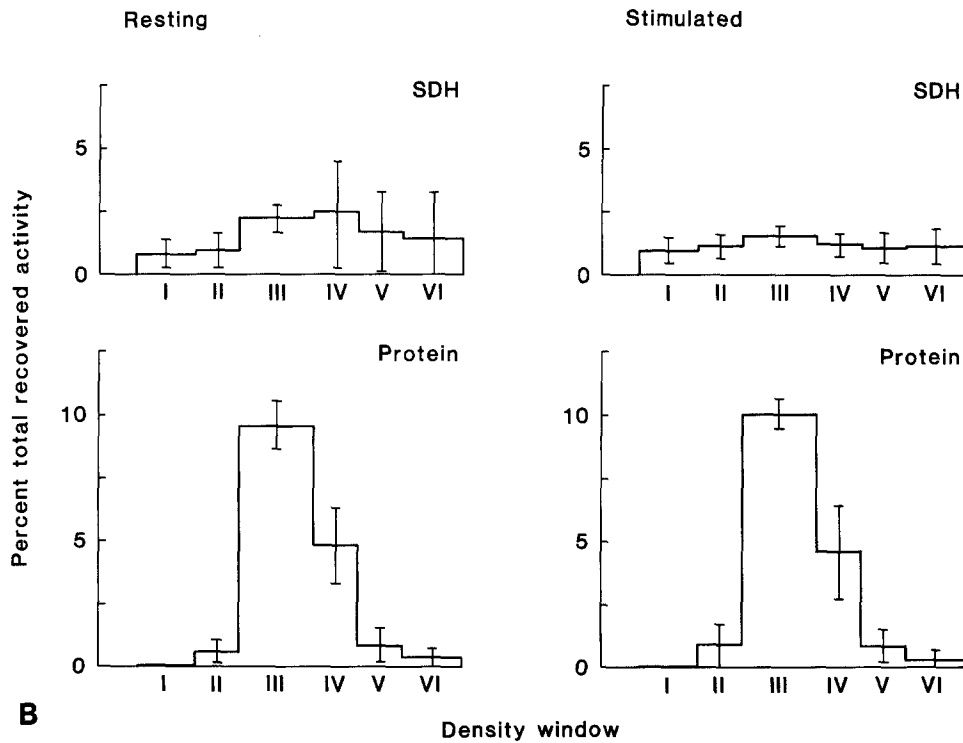 Resting
Stimulated
SDH
SDH
5
0
I II III IV V VI
5
0
I II III IV V VI
Percent total recovered activity
Protein
Protein
10
5
0
I II III IV V VI
10
5
0
I II III IV V VI
B
Density window